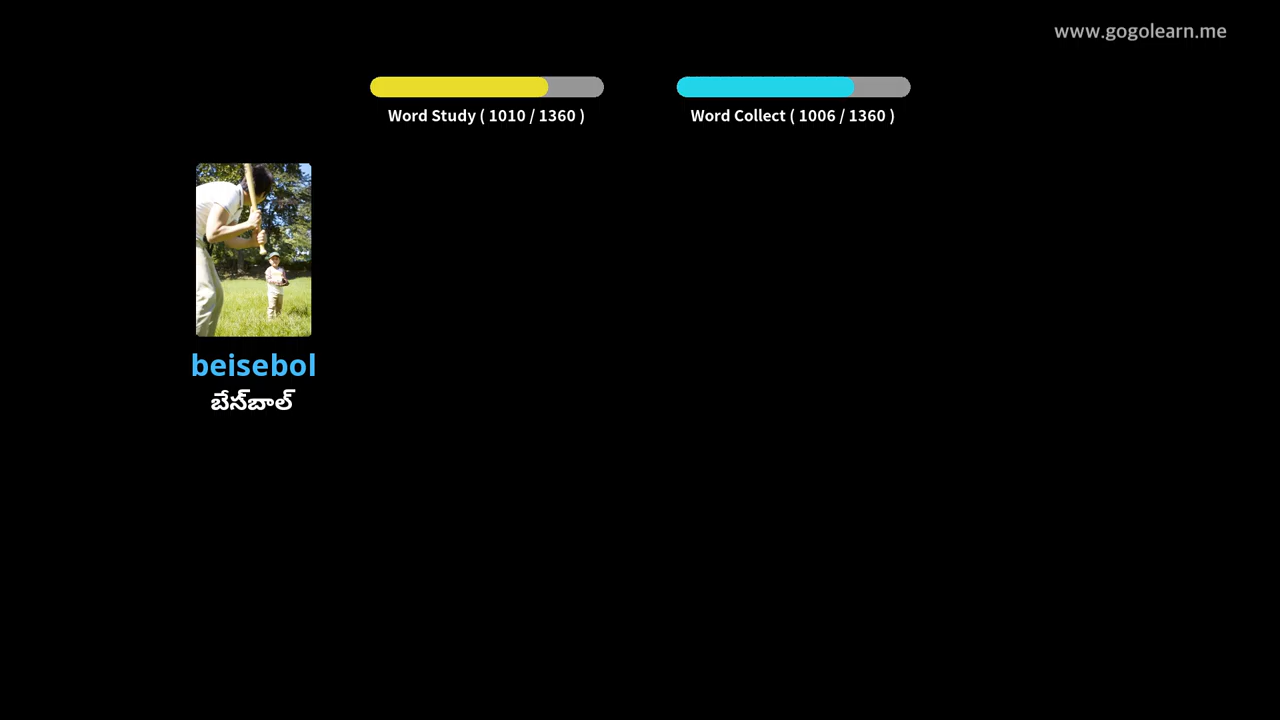 www.gogolearn.me
Word Study ( 1010 / 1360 )
Word Collect ( 1006 / 1360 )
beisebol
బేస్‌బాల్